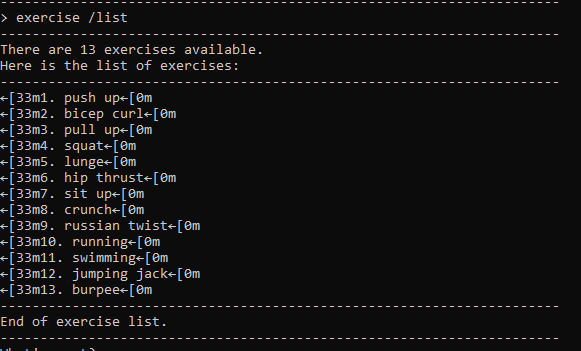 ----------------------------------------------------------------------
> exercise /list
----------------------------------------------------------------------
There are 13 exercises available.
Here is the list of exercises:
----------------------------------------------------------------------
←[33m1. push up←[0m
←[33m2. bicep curl←[0m
←[33m3. pull up←[0m
←[33m4. squat←[0m
←[33m5. lunge←[0m
←[33m6. hip thrust←[0m
←[33m7. sit up←[0m
←[33m8. crunch←[0m
←[33m9. russian twist←[0m
←[33m10. running←[0m
←[33m11. swimming←[0m
←[33m12. jumping jack←[0m
←[33m13. burpee←[0m
----------------------------------------------------------------------
End of exercise list.
----------------------------------------------------------------------